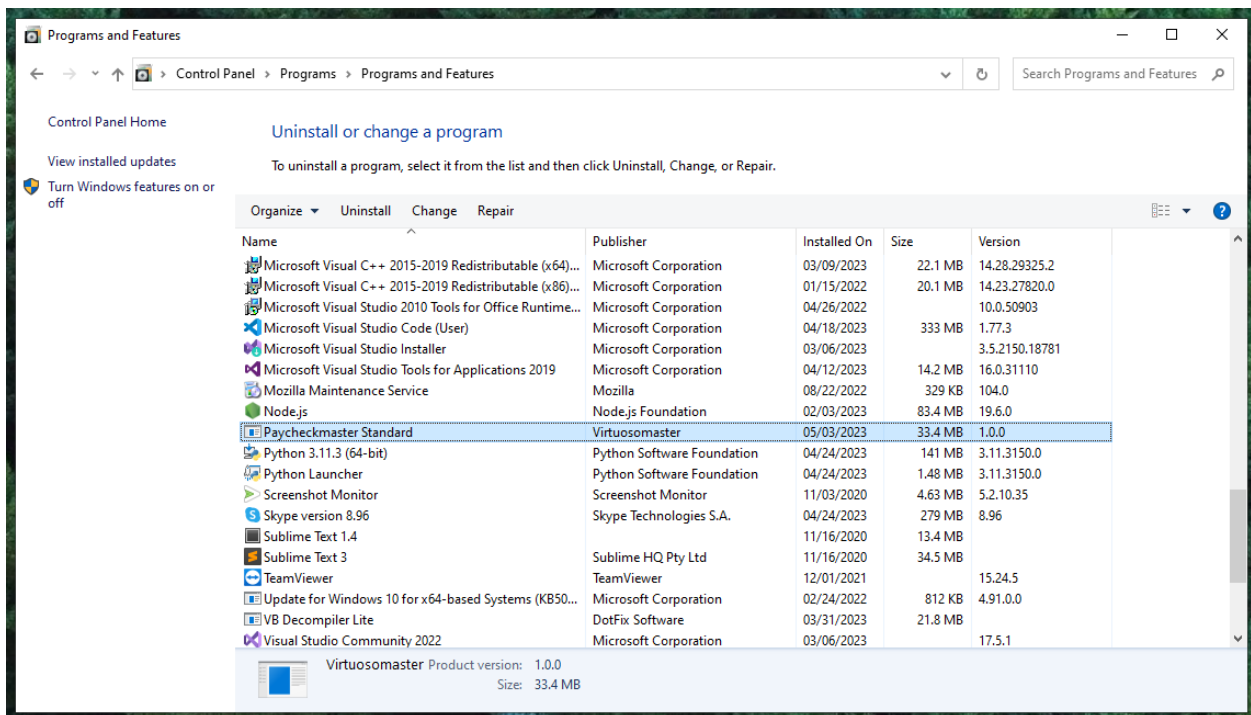 Programs and Features
Control Panel > Programs > Programs and Features
Search Programs and Features
Control Panel Home
View installed updates
Turn Windows features on or
off
Uninstall or change a program
To uninstall a program, select it from the list and then click Uninstall, Change, or Repair.
Organize Uninstall Change Repair
Name Publisher Installed On Size Version
Microsoft Visual C++ 2015-2019 Redistributable (x64)... Microsoft Corporation 03/09/2023 22.1 MB 14.28.29325.2
Microsoft Visual C++ 2015-2019 Redistributable (x86)... Microsoft Corporation 01/15/2022 20.1 MB 14.23.27820.0
Microsoft Visual Studio 2010 Tools for Office Runtime... Microsoft Corporation 04/26/2022 10.0.50903
Microsoft Visual Studio Code (User) Microsoft Corporation 04/18/2023 333 MB 1.77.3
Microsoft Visual Studio Installer Microsoft Corporation 03/06/2023 3.5.2150.18781
Microsoft Visual Studio Tools for Applications 2019 Microsoft Corporation 04/12/2023 14.2 MB 16.0.31110
Mozilla Maintenance Service Mozilla 08/22/2022 329 KB 104.0
Node.js Node.js Foundation 02/03/2023 83.4 MB 19.6.0
Paycheckmaster Standard Virtuosomaster 05/03/2023 33.4 MB 1.0.0
Python 3.11.3 (64-bit) Python Software Foundation 04/24/2023 141 MB 3.11.3150.0
Python Launcher Python Software Foundation 04/24/2023 1.48 MB 3.11.3150.0
Screenshot Monitor Screenshot Monitor 11/03/2020 4.63 MB 5.2.10.35
Skype version 8.96 Skype Technologies S.A. 04/24/2023 279 MB 8.96
Sublime Text 1.4 11/16/2020 13.4 MB
Sublime Text 3 Sublime HQ Pty Ltd 11/16/2020 34.5 MB
TeamViewer TeamViewer 12/01/2021 15.24.5
Update for Windows 10 for x64-based Systems (KB50... Microsoft Corporation 02/24/2022 812 KB 4.91.0.0
VB Decompiler Lite DotFix Software 03/31/2023 21.8 MB
Visual Studio Community 2022 Microsoft Corporation 03/06/2023 17.5.1
Virtuosomaster Product version: 1.0.0
Size: 33.4 MB